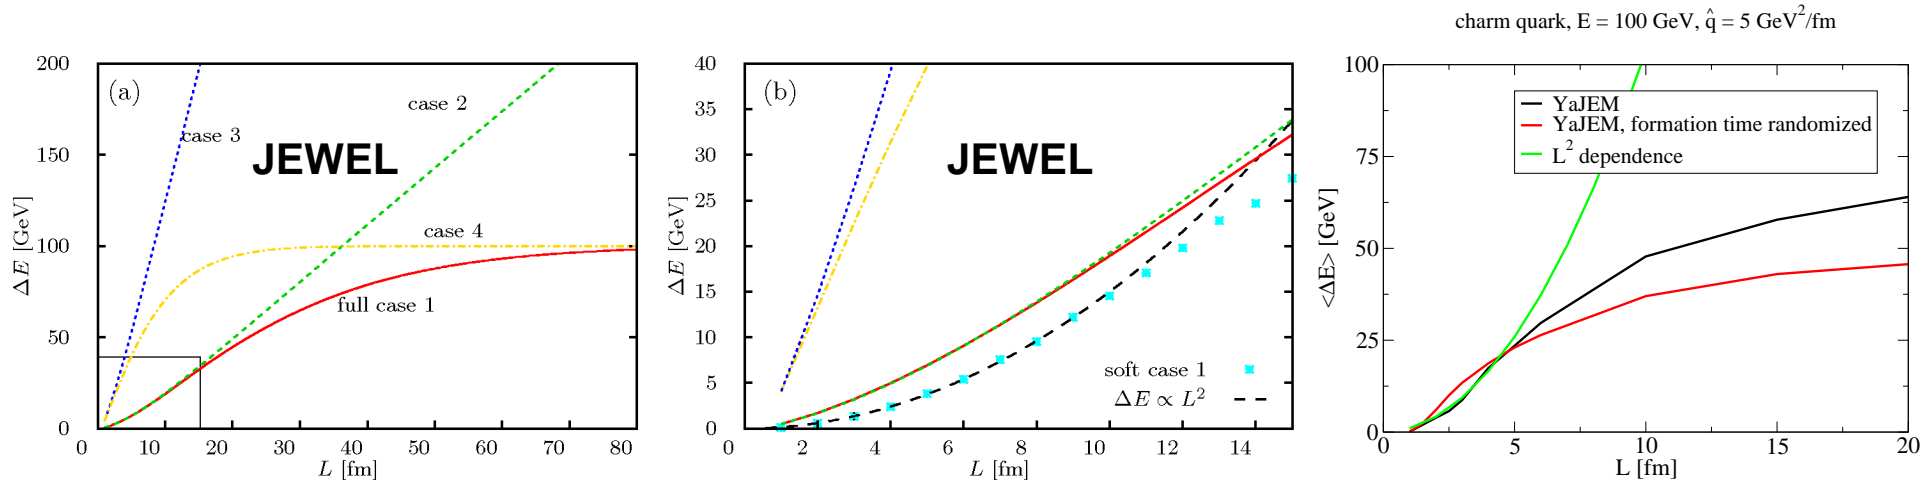 charm quark, E = 100 GeV, q̂ = 5 GeV²/fm
(a)
JEWEL
case 3
case 2
case 4
full case 1
200
150
100
50
0
ΔE [GeV]
0 10 20 30 40 50 60 70 80
L [fm]
(b)
JEWEL
soft case 1
ΔE ∝ L²
40
35
30
25
20
15
10
5
0
ΔE [GeV]
0 2 4 6 8 10 12 14
L [fm]
YaJEM
YaJEM, formation time randomized
L² dependence
100
75
50
25
0
<ΔE> [GeV]
0 5 10 15 20
L [fm]